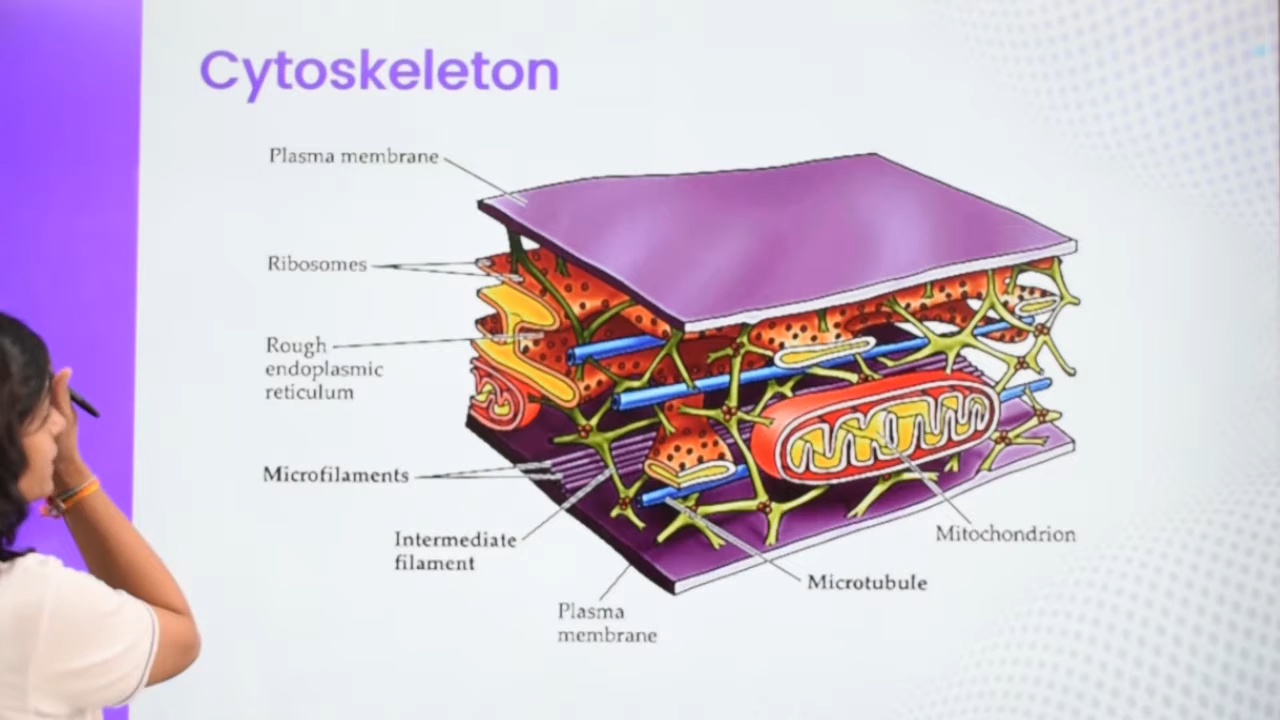 Cytoskeleton
Plasma membrane
Ribosomes
Rough
endoplasmic
reticulum
Microfilaments
Intermediate
filament
Plasma
membrane
Microtubule
Mitochondrion